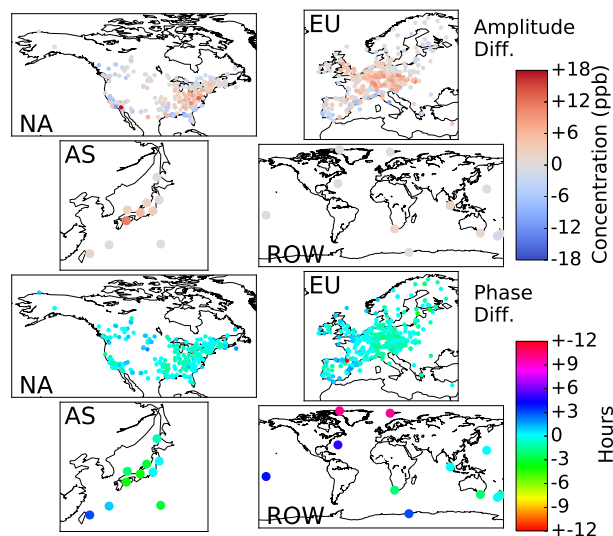 NA
EU
Amplitude
Diff.
+18
+12
+6
0
-6
-12
-18
Concentration (ppb)
AS
ROW
NA
EU
Phase
Diff.
+-12
+9
+6
+3
0
-3
-6
-9
+-12
Hours
AS
ROW